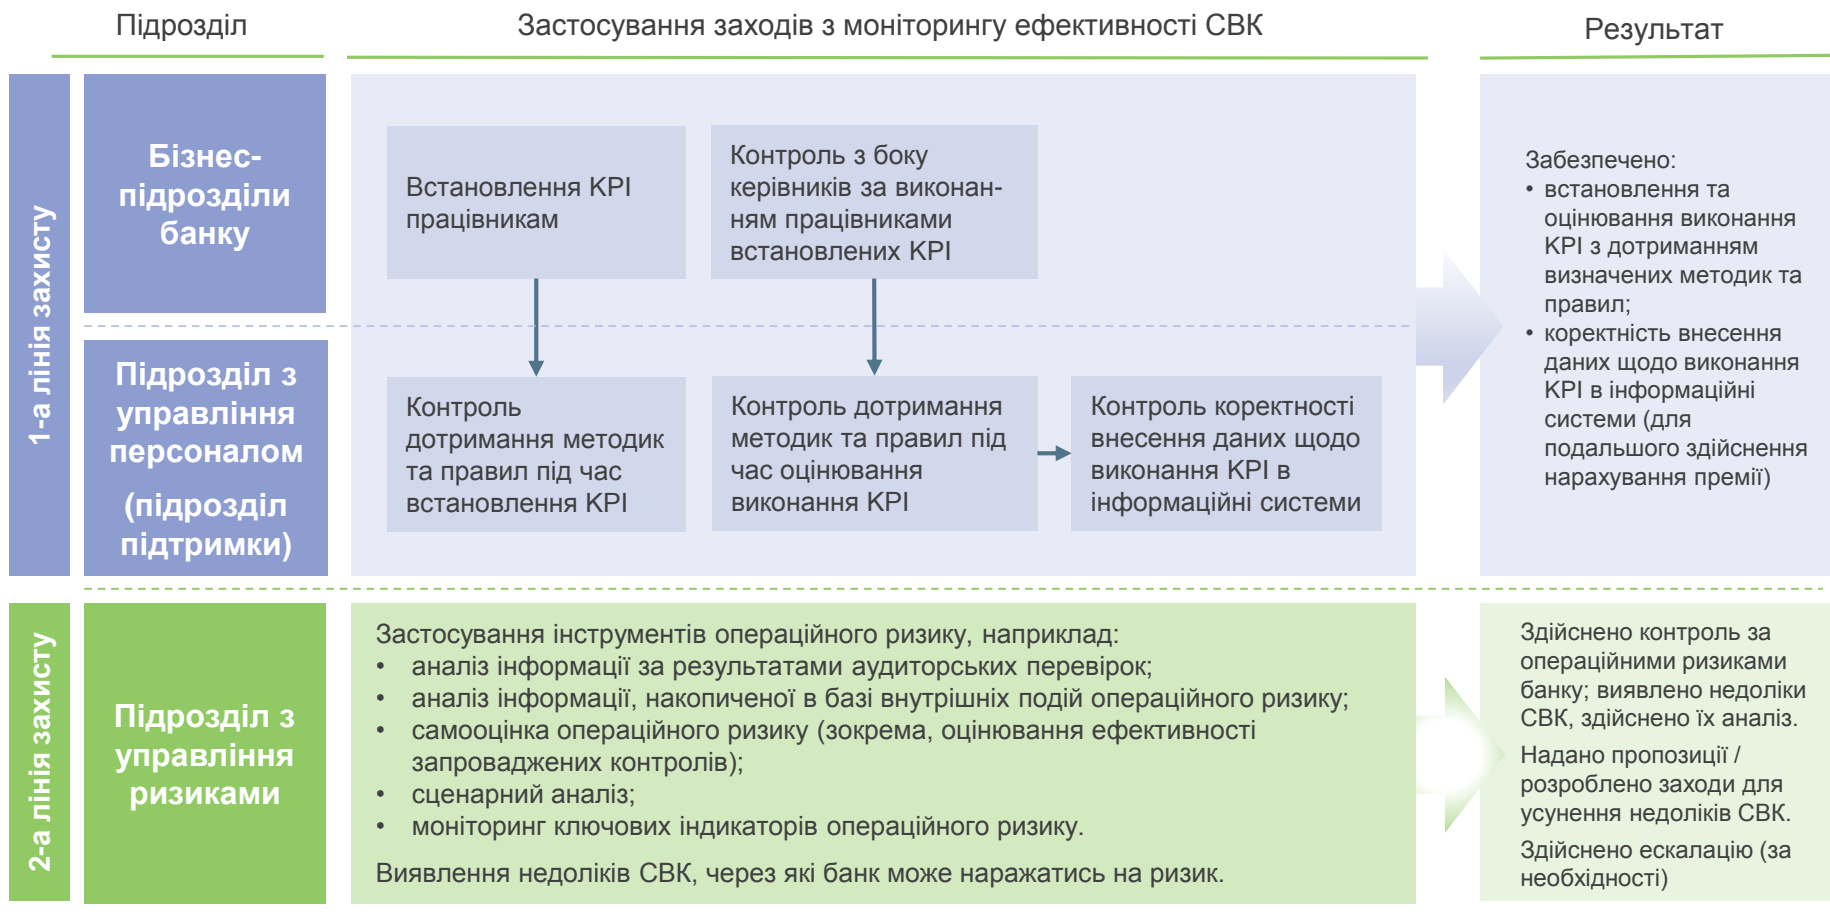 Підрозділ
Застосування заходів з моніторингу ефективності СВК
Результат
1-а лінія захисту
Бізнес-
підрозділи
банку
Встановлення KPI
працівникам
Контроль з боку
керівників за виконан-
ням працівниками
встановлених KPI
Підрозділ з
управління
персоналом
(підрозділ
підтримки)
Контроль
дотримання методик
та правил під час
встановлення KPI
Контроль дотримання
методик та правил під
час оцінювання
виконання KPI
Контроль коректності
внесення даних щодо
виконання KPI в
інформаційні системи
Забезпечено:
• встановлення та
оцінювання виконання
KPI з дотриманням
визначених методик та
правил;
• коректність внесення
даних щодо виконання
KPI в інформаційні
системи (для
подальшого здійснення
нарахування премії)
2-а лінія захисту
Підрозділ з
управління
ризиками
Застосування інструментів операційного ризику, наприклад:
• аналіз інформації за результатами аудиторських перевірок;
• аналіз інформації, накопиченої в базі внутрішніх подій операційного ризику;
• самооцінка операційного ризику (зокрема, оцінювання ефективності
запроваджених контролів);
• сценарний аналіз;
• моніторинг ключових індикаторів операційного ризику.
Виявлення недоліків СВК, через які банк може наражатись на ризик.
Здійснено контроль за
операційними ризиками
банку; виявлено недоліки
СВК, здійснено їх аналіз.
Надано пропозиції /
розроблено заходи для
усунення недоліків СВК.
Здійснено ескалацію (за
необхідності)